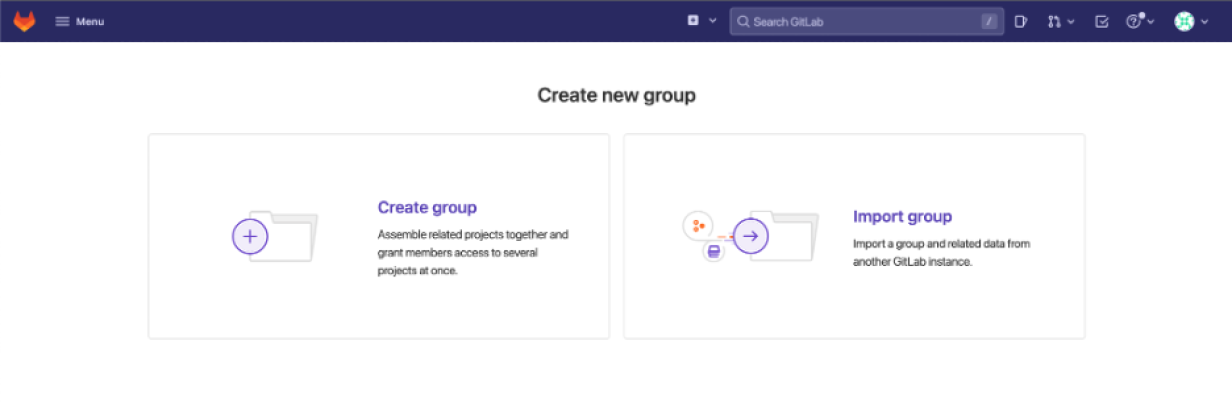 Menu
Search GitLab
/
Create new group
Create group
Assemble related projects together and
grant members access to several
projects at once.
Import group
Import a group and related data from
another GitLab instance.